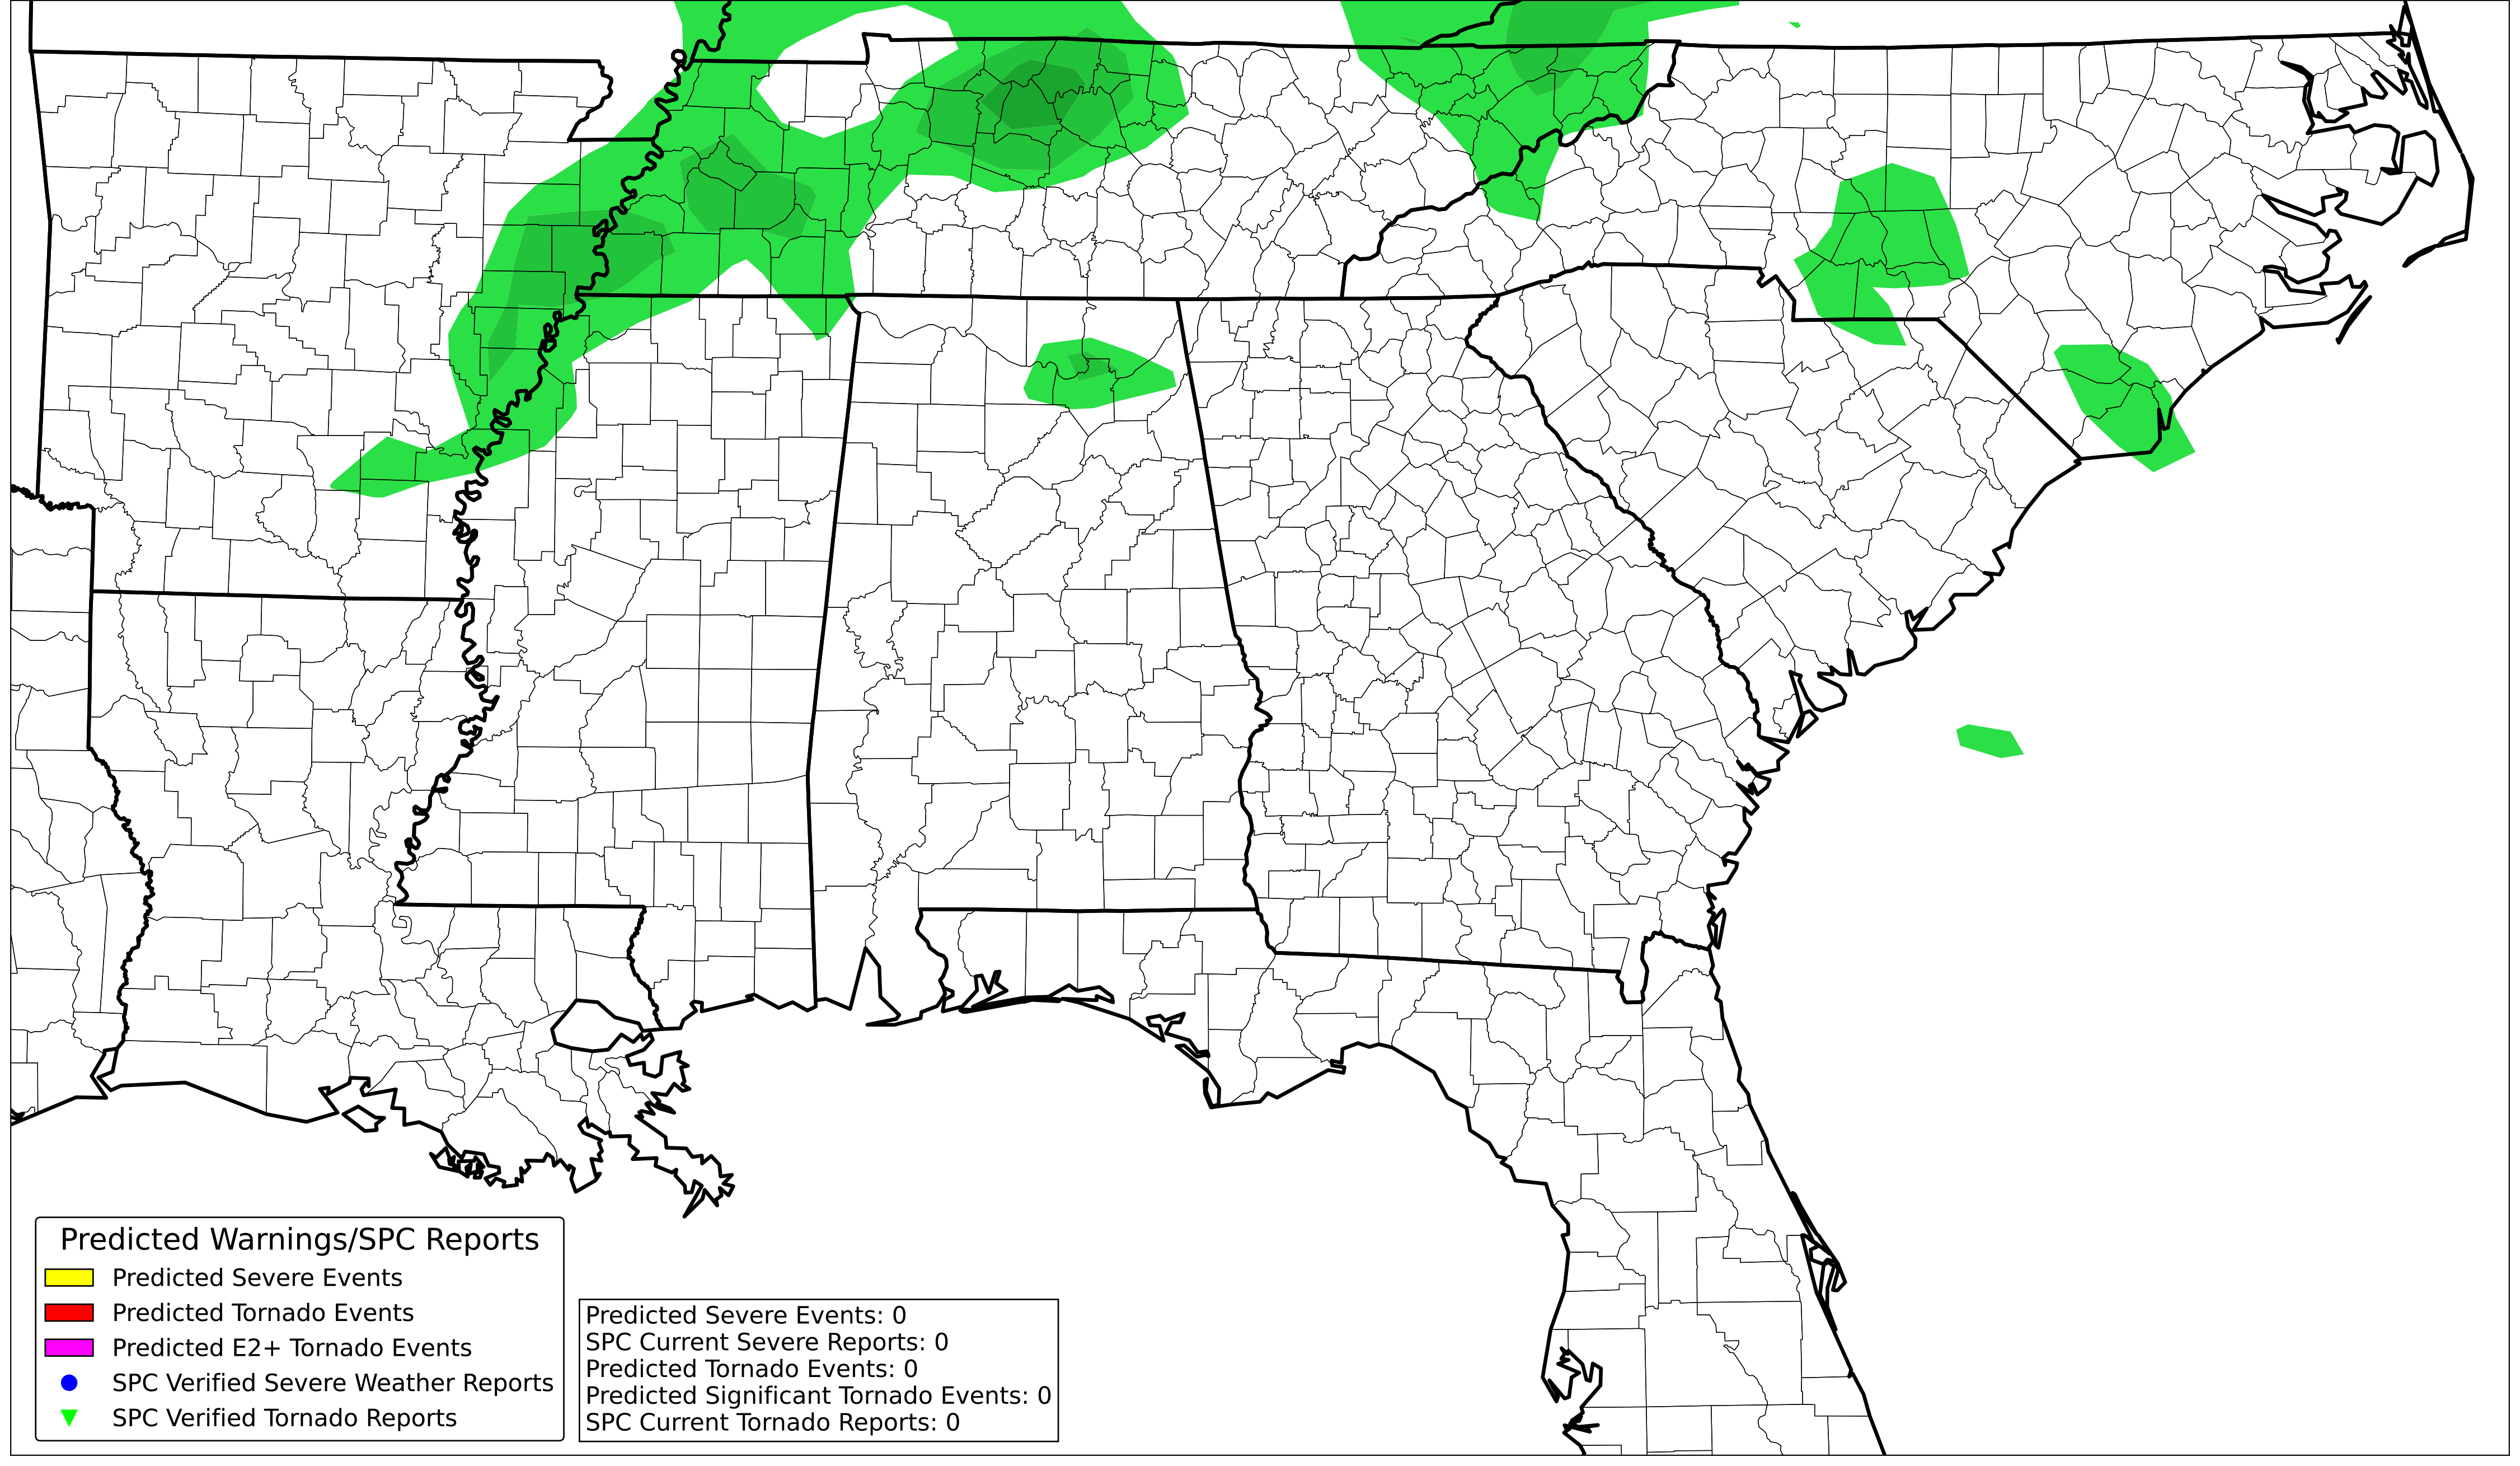 Predicted Warnings/SPC Reports
Predicted Severe Events
Predicted Tornado Events
Predicted E2+ Tornado Events
SPC Verified Severe Weather Reports
SPC Verified Tornado Reports
Predicted Severe Events: 0
SPC Current Severe Reports: 0
Predicted Tornado Events: 0
Predicted Significant Tornado Events: 0
SPC Current Tornado Reports: 0